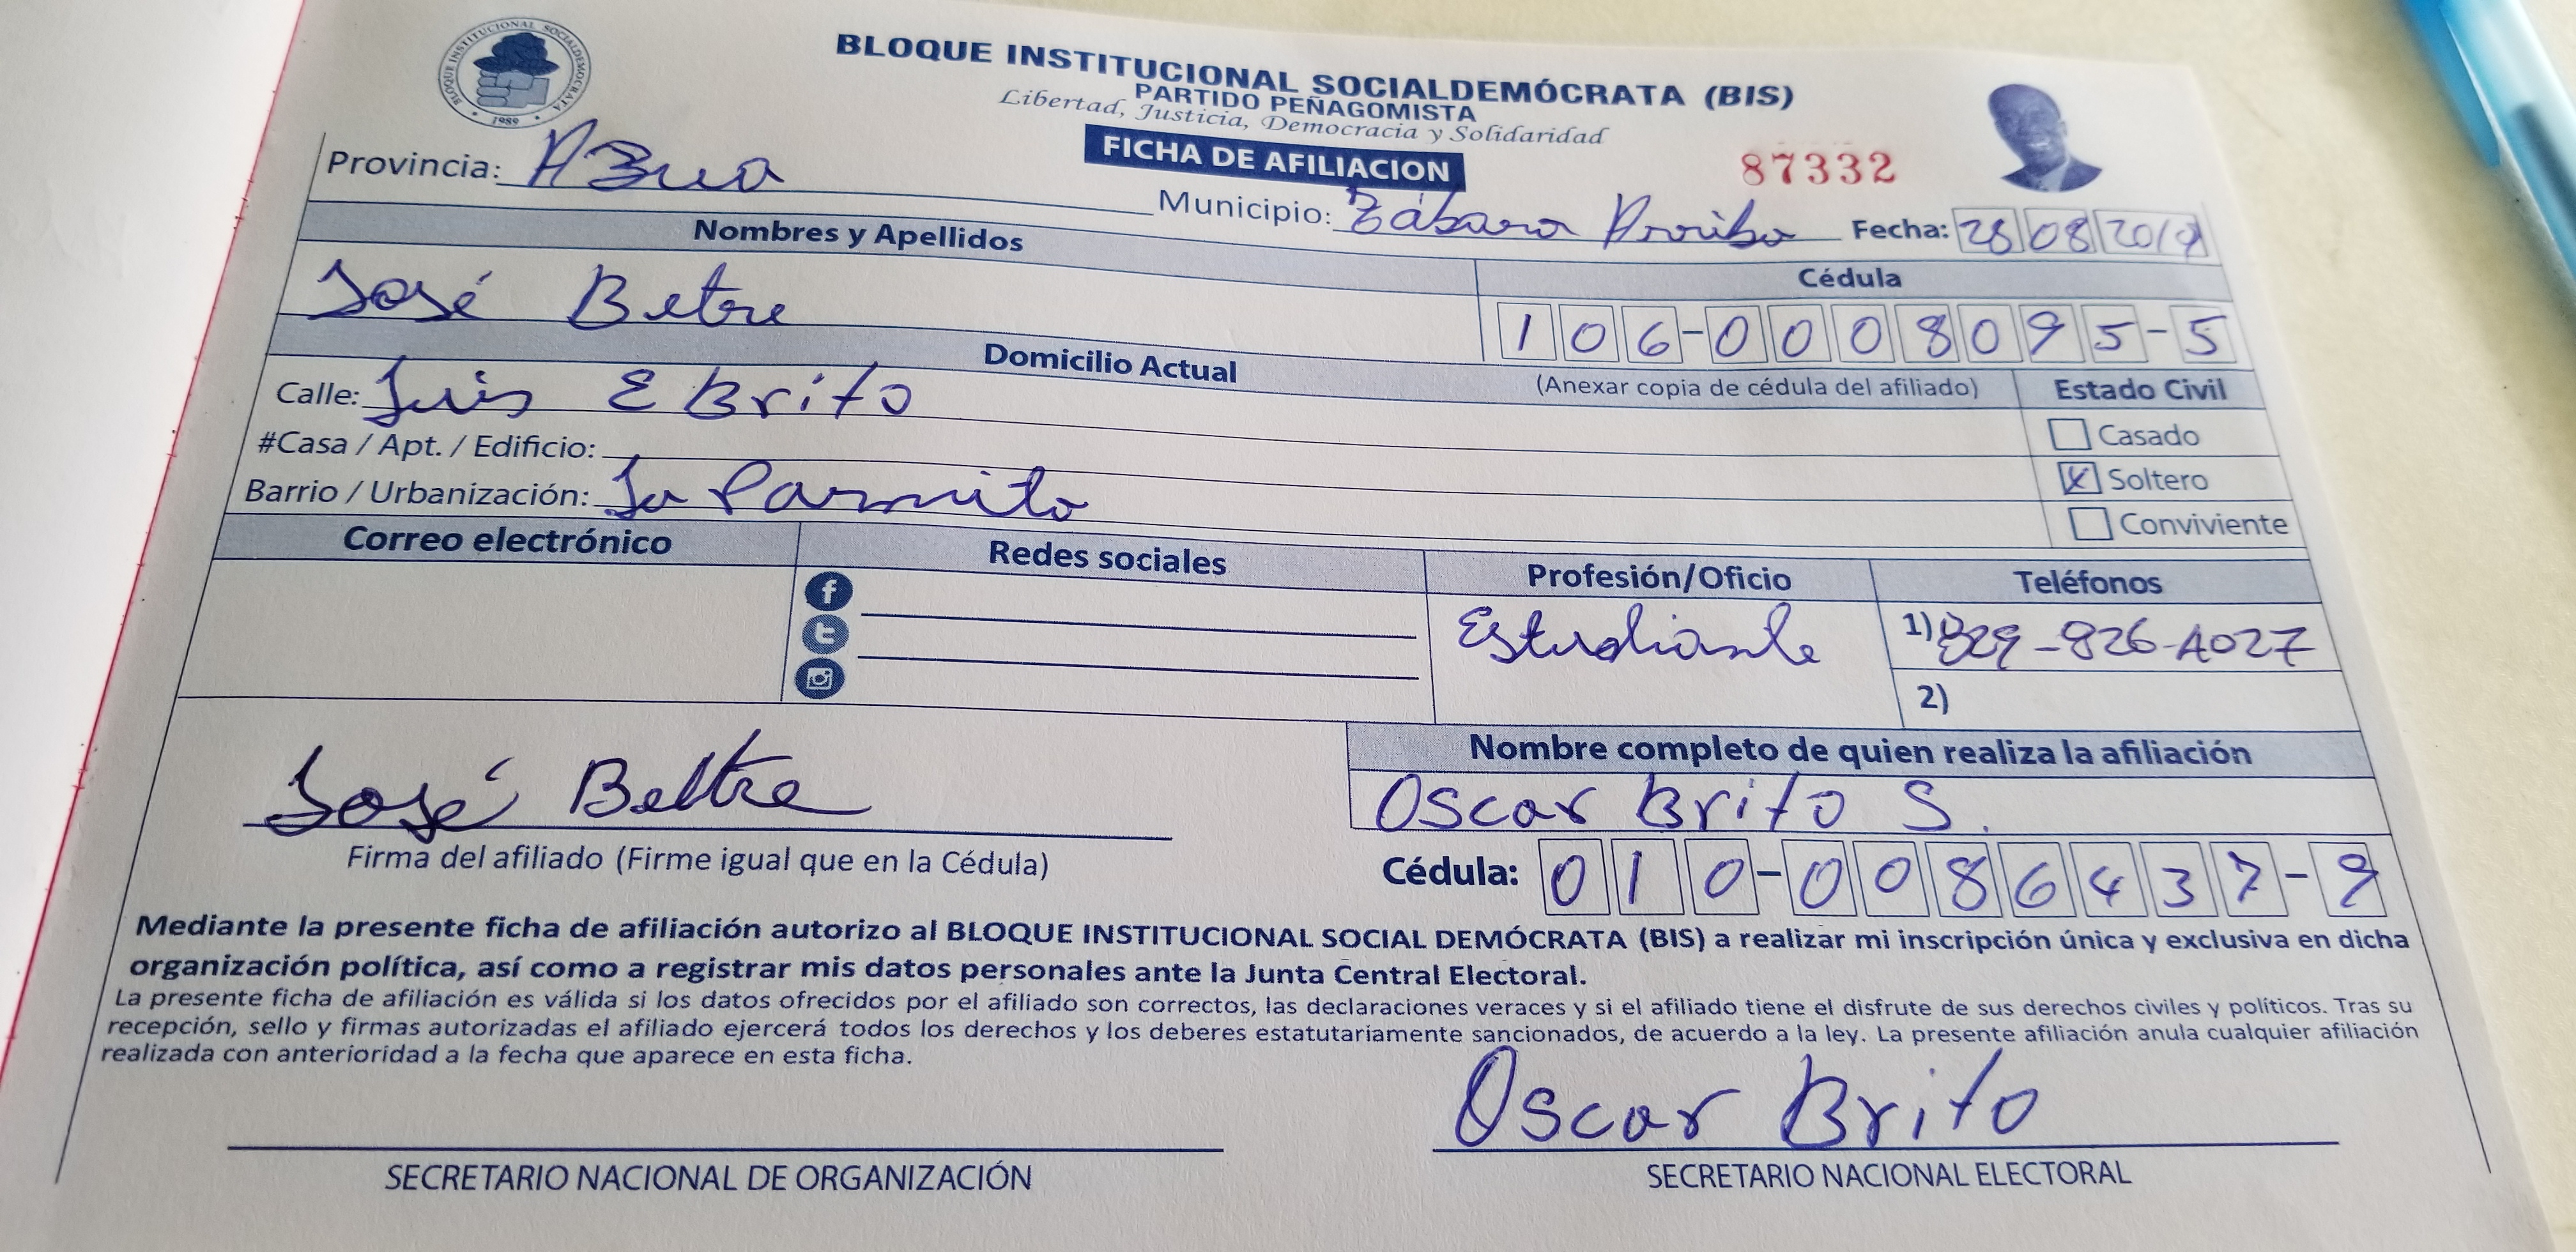 BLOQUE INSTITUCIONAL SOCIALDEMOCRATA
1989
BLOQUE INSTITUCIONAL SOCIALDEMÓCRATA (BIS)
PARTIDO PEÑAGOMISTA
Libertad, Justicia, Democracia y Solidaridad
FICHA DE AFILIACION
87332
Provincia: Azua
Municipio: Tábara Arriba Fecha: 28 08 2019
Nombres y Apellidos
Cédula
José Betre
106-0008095-5
Domicilio Actual
(Anexar copia de cédula del afiliado)
Estado Civil
Calle: Luis E Brito
Casado
#Casa / Apt. / Edificio:
X Soltero
Barrio / Urbanización: La
Conviviente
Correo electrónico
Redes sociales
Profesión/Oficio
Teléfonos
Estudiante
1) 829-826-4027
2)
Nombre completo de quien realiza la afiliación
José Beltre
Oscar Brito S.
Firma del afiliado (Firme igual que en la Cédula)
Cédula: 010-0086437-9
Mediante la presente ficha de afiliación autorizo al BLOQUE INSTITUCIONAL SOCIAL DEMÓCRATA (BIS) a realizar mi inscripción única y exclusiva en dicha
organización política, así como a registrar mis datos personales ante la Junta Central Electoral.
La presente ficha de afiliación es válida si los datos ofrecidos por el afiliado son correctos, las declaraciones veraces y si el afiliado tiene el disfrute de sus derechos civiles y políticos. Tras su
recepción, sello y firmas autorizadas el afiliado ejercerá todos los derechos y los deberes estatutariamente sancionados, de acuerdo a la ley. La presente afiliación anula cualquier afiliación
realizada con anterioridad a la fecha que aparece en esta ficha.
Oscar Brito
SECRETARIO NACIONAL DE ORGANIZACIÓN
SECRETARIO NACIONAL ELECTORAL